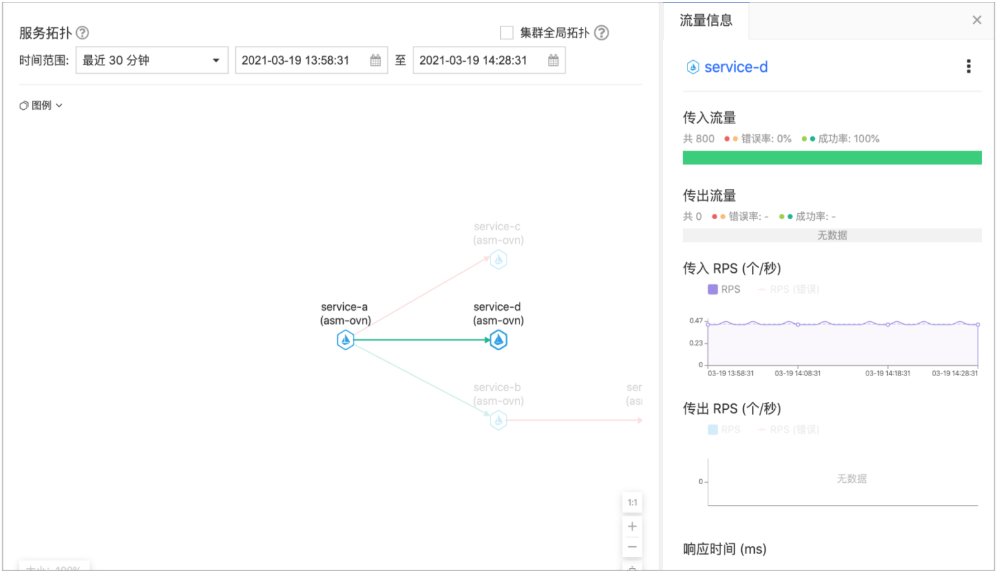 服务拓扑
集群全局拓扑
时间范围: 最近 30 分钟 2021-03-19 13:58:31 至 2021-03-19 14:28:31
图例
service-c
(asm-ovn)
service-a
(asm-ovn)
service-d
(asm-ovn)
service-b
(asm-ovn)
ser
(as
1:1
流量信息
service-d
传入流量
共 800 错误率: 0% 成功率: 100%
传出流量
共 0 错误率: - 成功率: -
无数据
传入 RPS (个/秒)
RPS RPS (错误)
0.47
0.23
0
03-19 13:58:31 03-19 14:08:31 03-19 14:18:31 03-19 14:28:31
传出 RPS (个/秒)
RPS RPS (错误)
0
无数据
响应时间 (ms)